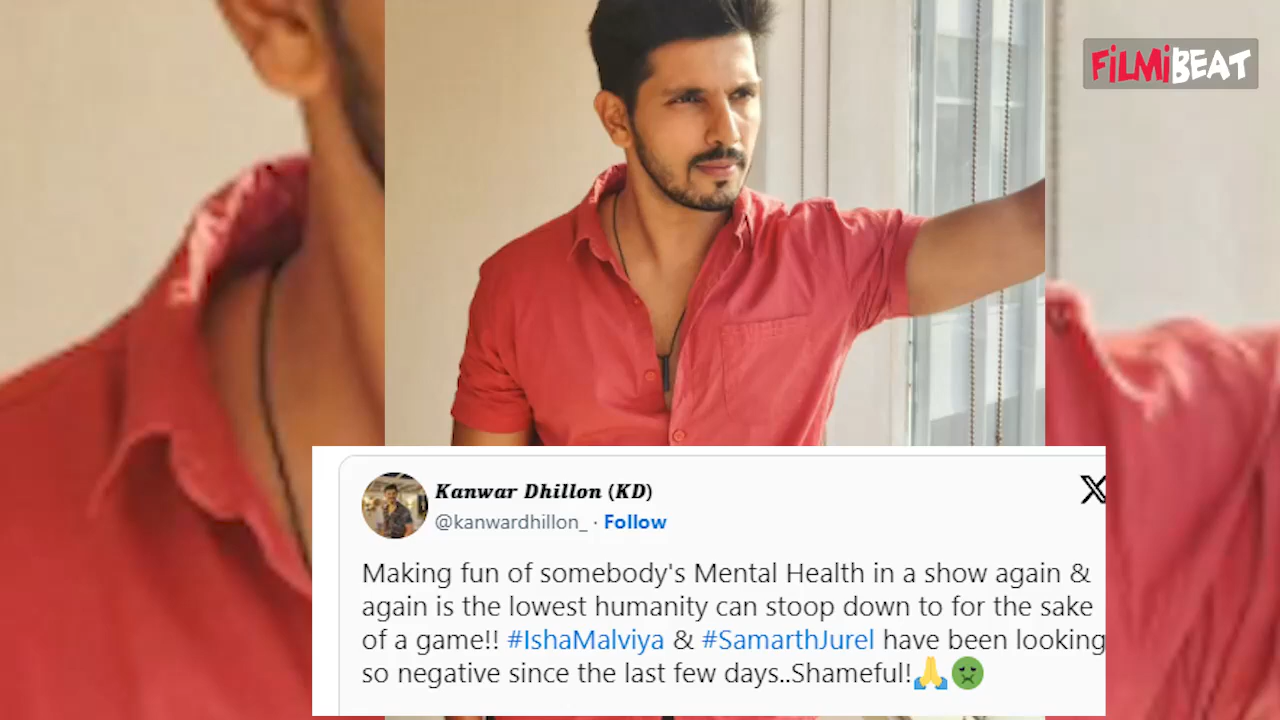 FiLMiBEAT
Kanwar Dhillon (KD)
@kanwardhillon_ · Follow
X
Making fun of somebody's Mental Health in a show again &
again is the lowest humanity can stoop down to for the sake
of a game!! #IshaMalviya & #SamarthJurel have been looking
so negative since the last few days..Shameful!🙏🤢